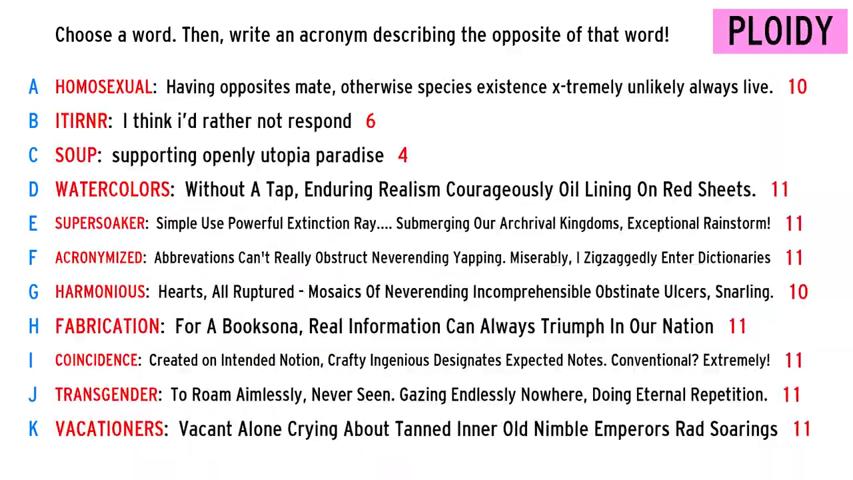 Choose a word. Then, write an acronym describing the opposite of that word!
PLOIDY
A HOMOSEXUAL: Having opposites mate, otherwise species existence x-tremely unlikely always live. 10
B ITIRNR: I think i'd rather not respond 6
C SOUP: supporting openly utopia paradise 4
D WATERCOLORS: Without A Tap, Enduring Realism Courageously Oil Lining On Red Sheets. 11
E SUPERSOAKER: Simple Use Powerful Extinction Ray.... Submerging Our Archrival Kingdoms, Exceptional Rainstorm! 11
F ACRONYMIZED: Abbrevations Can't Really Obstruct Neverending Yapping. Miserably, I Zigzaggedly Enter Dictionaries 11
G HARMONIOUS: Hearts, All Ruptured - Mosaics Of Neverending Incomprehensible Obstinate Ulcers, Snarling. 10
H FABRICATION: For A Booksona, Real Information Can Always Triumph In Our Nation 11
I COINCIDENCE: Created on Intended Notion, Crafty Ingenious Designates Expected Notes. Conventional? Extremely! 11
J TRANSGENDER: To Roam Aimlessly, Never Seen. Gazing Endlessly Nowhere, Doing Eternal Repetition. 11
K VACATIONERS: Vacant Alone Crying About Tanned Inner Old Nimble Emperors Rad Soarings 11